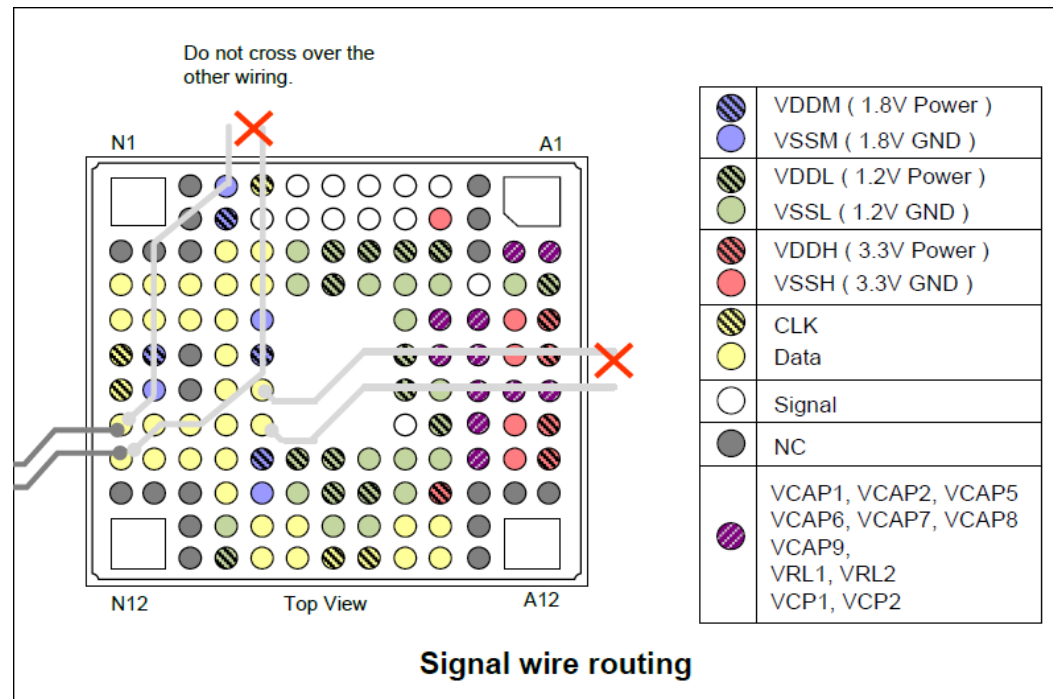 Do not cross over the
other wiring.
N1
A1
N12
Top View
A12
VDDM ( 1.8V Power )
VSSM ( 1.8V GND )
VDDL ( 1.2V Power )
VSSL ( 1.2V GND )
VDDH ( 3.3V Power )
VSSH ( 3.3V GND )
CLK
Data
Signal
NC
VCAP1, VCAP2, VCAP5
VCAP6, VCAP7, VCAP8
VCAP9,
VRL1, VRL2
VCP1, VCP2
Signal wire routing